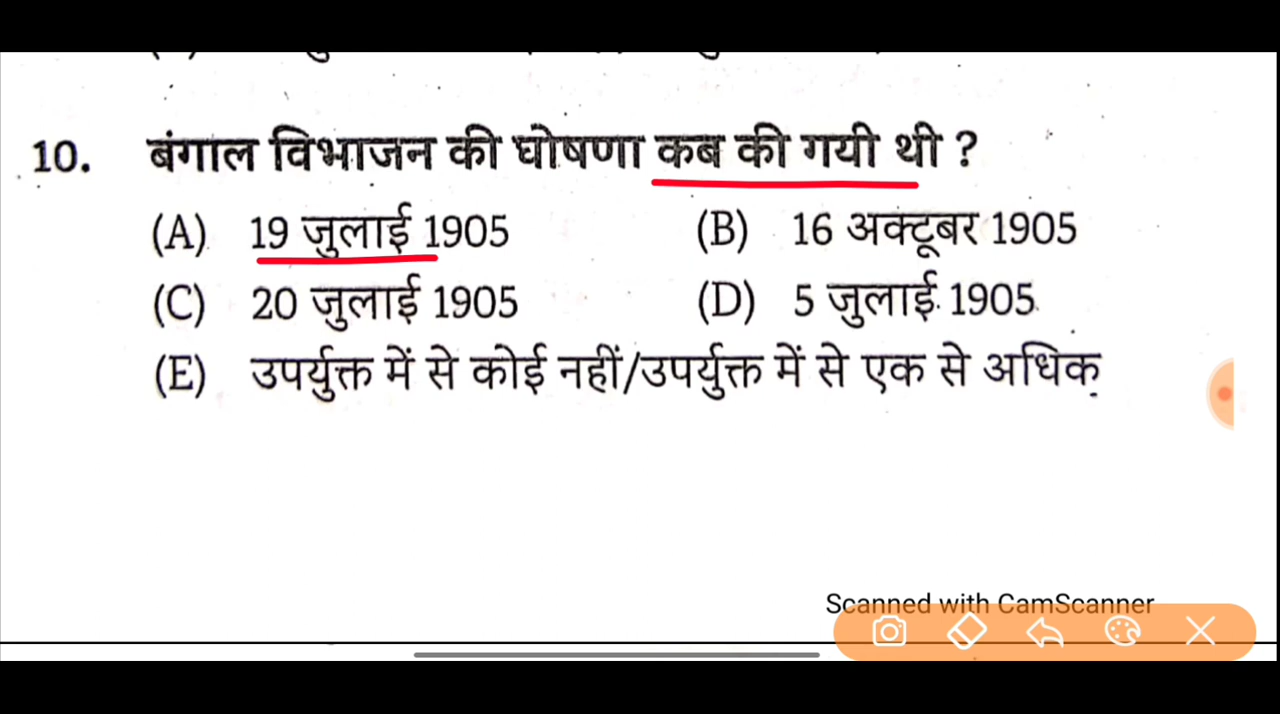 10. बंगाल विभाजन की घोषणा कब की गयी थी ?
(A) 19 जुलाई 1905 (B) 16 अक्टूबर 1905
(C) 20 जुलाई 1905 (D) 5 जुलाई 1905
(E) उपर्युक्त में से कोई नहीं/उपर्युक्त में से एक से अधिक
Scanned with CamScanner